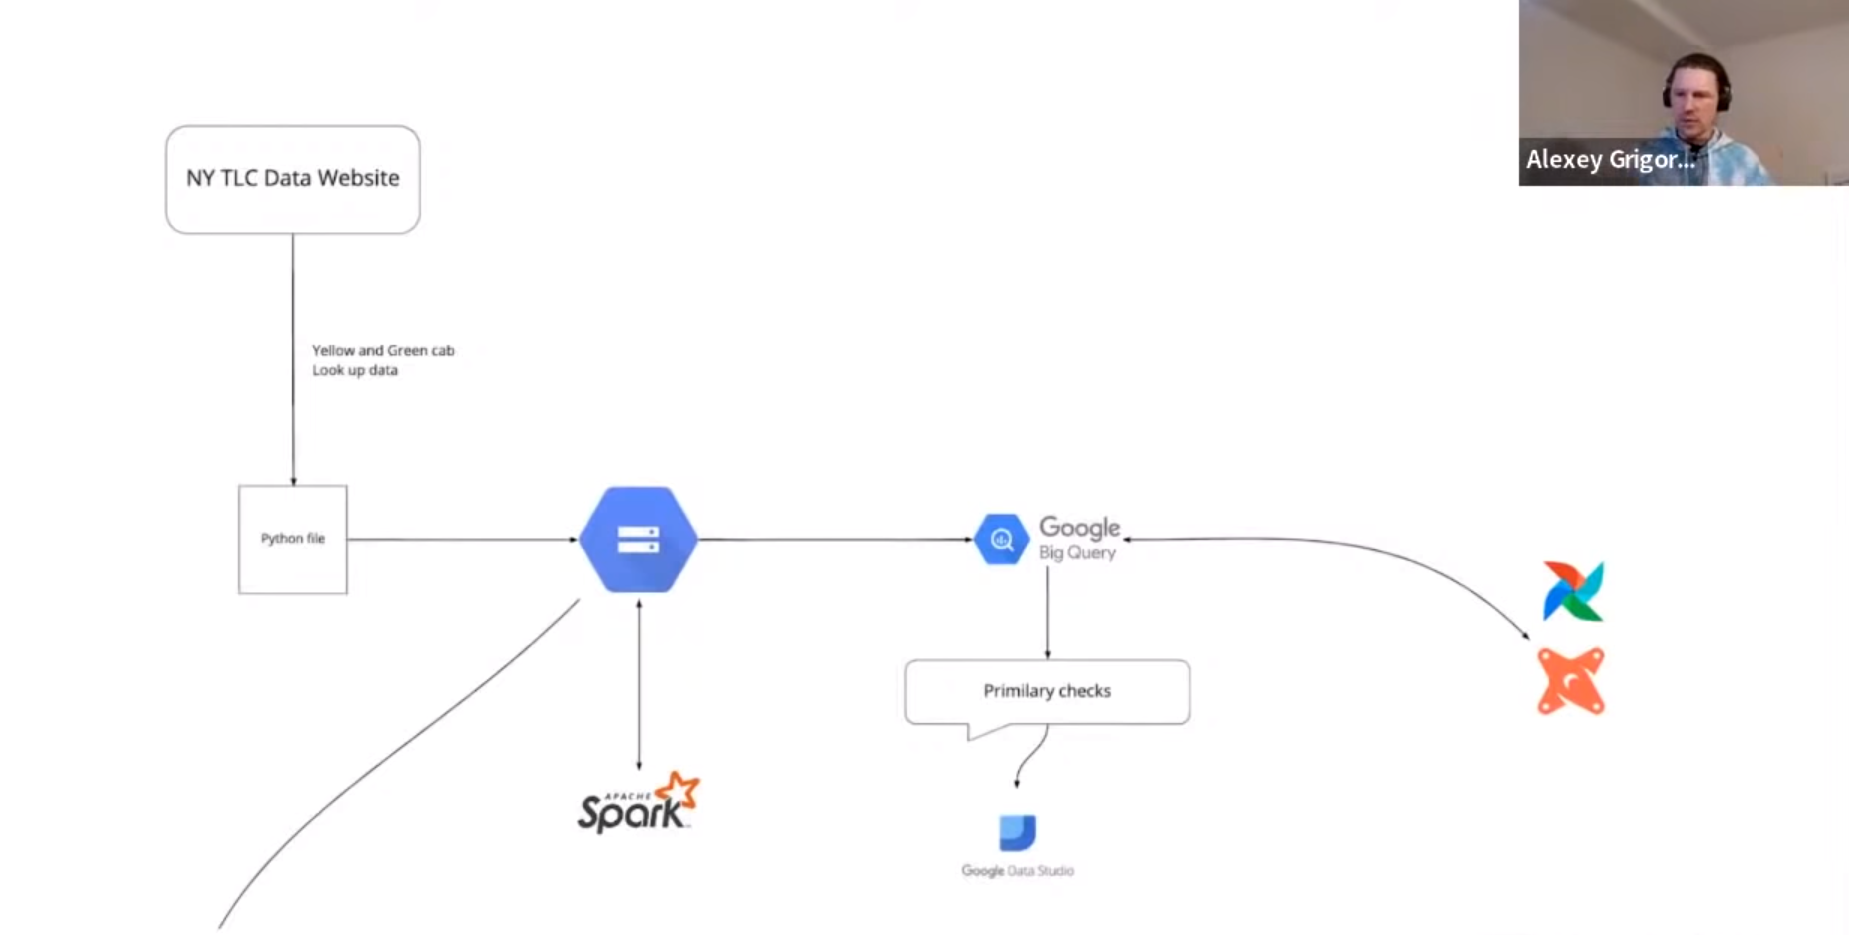 Alexey Grigor...
NY TLC Data Website
Yellow and Green cab
Look up data
Python file
Google
Big Query
Primilary checks
APACHE
Spark
Google Data Studio